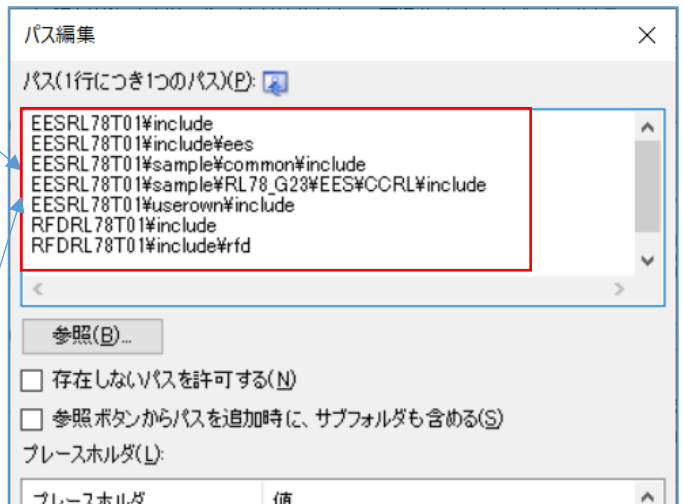 パス編集
パス(1行につき1つのパス)(P):
EESRL78T01¥include
EESRL78T01¥include¥ees
EESRL78T01¥sample¥common¥include
EESRL78T01¥sample¥RL78_G23¥EES¥CCRL¥include
EESRL78T01¥userown¥include
RFDRL78T01¥include
RFDRL78T01¥include¥rfd
参照(B)...
存在しないパスを許可する(N)
参照ボタンからパスを追加時に、サブフォルダも含める(S)
プレースホルダ(L):
プレースホルダ 値